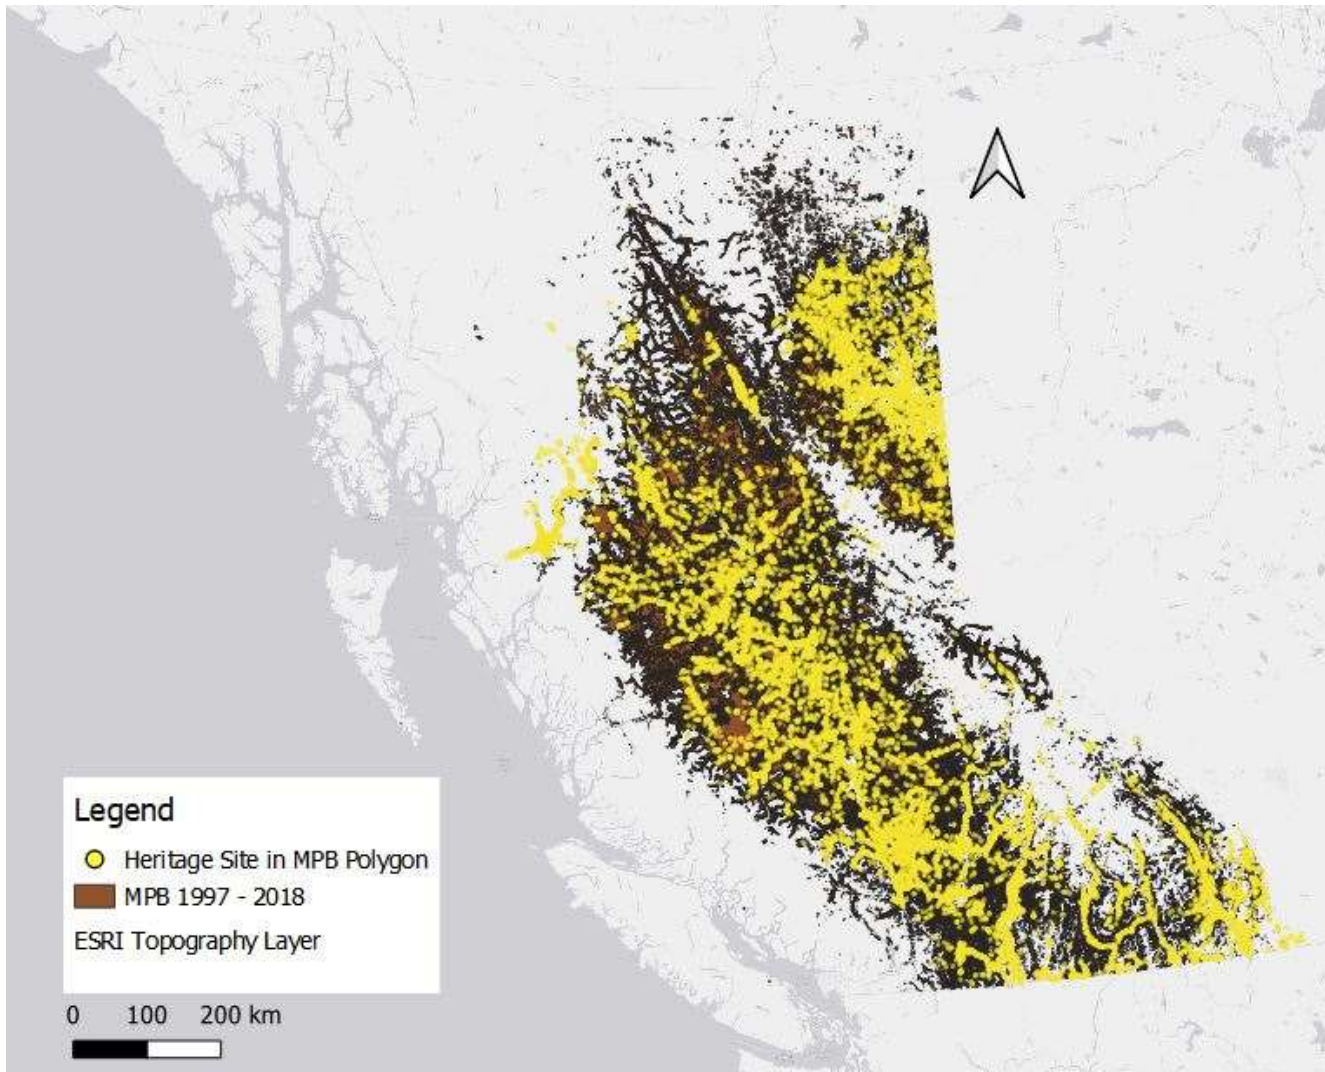 Legend
Heritage Site in MPB Polygon
MPB 1997 - 2018
ESRI Topography Layer
0 100 200 km